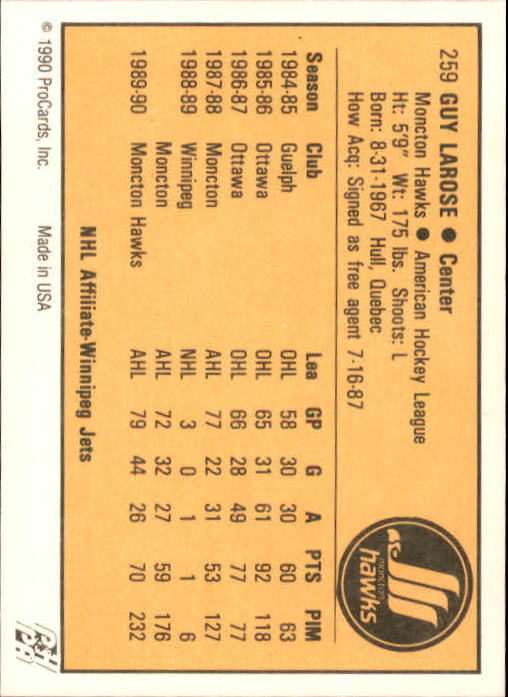 259 GUY LAROSE ● Center
Moncton Hawks ● American Hockey League
Ht: 5'9" Wt: 175 lbs. Shoots: L
Born: 8-31-1967 Hull, Quebec
How Acq: Signed as free agent 7-16-87
moncton
hawks
Season Club Lea GP G A PTS PIM
1984-85 Guelph OHL 58 30 30 60 63
1985-86 Ottawa OHL 65 31 61 92 118
1986-87 Ottawa OHL 66 28 49 77 77
1987-88 Moncton AHL 77 22 31 53 127
1988-89 Winnipeg NHL 3 0 1 1 6
Moncton AHL 72 32 27 59 176
1989-90 Moncton Hawks AHL 79 44 26 70 232
NHL Affiliate-Winnipeg Jets
© 1990 ProCards, Inc. Made in USA